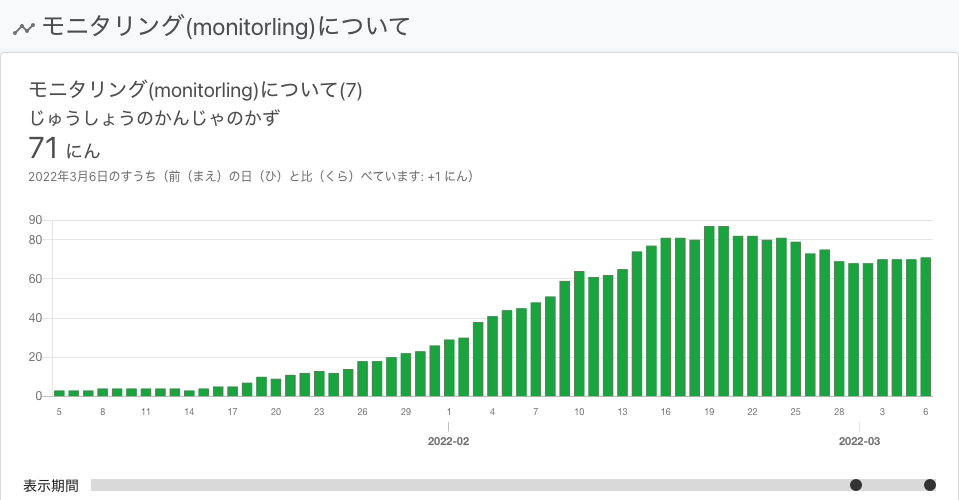 モニタリング(monitorling)について
モニタリング(monitorling)について(7)
じゅうしょうのかんじゃのかず
71 にん
2022年3月6日のすうち（前（まえ）の日（ひ）と比（くら）べています: +1 にん）
90
80
60
40
20
0
5 8 11 14 17 20 23 26 29 1 4 7 10 13 16 19 22 25 28 3 6
2022-02 2022-03
表示期間